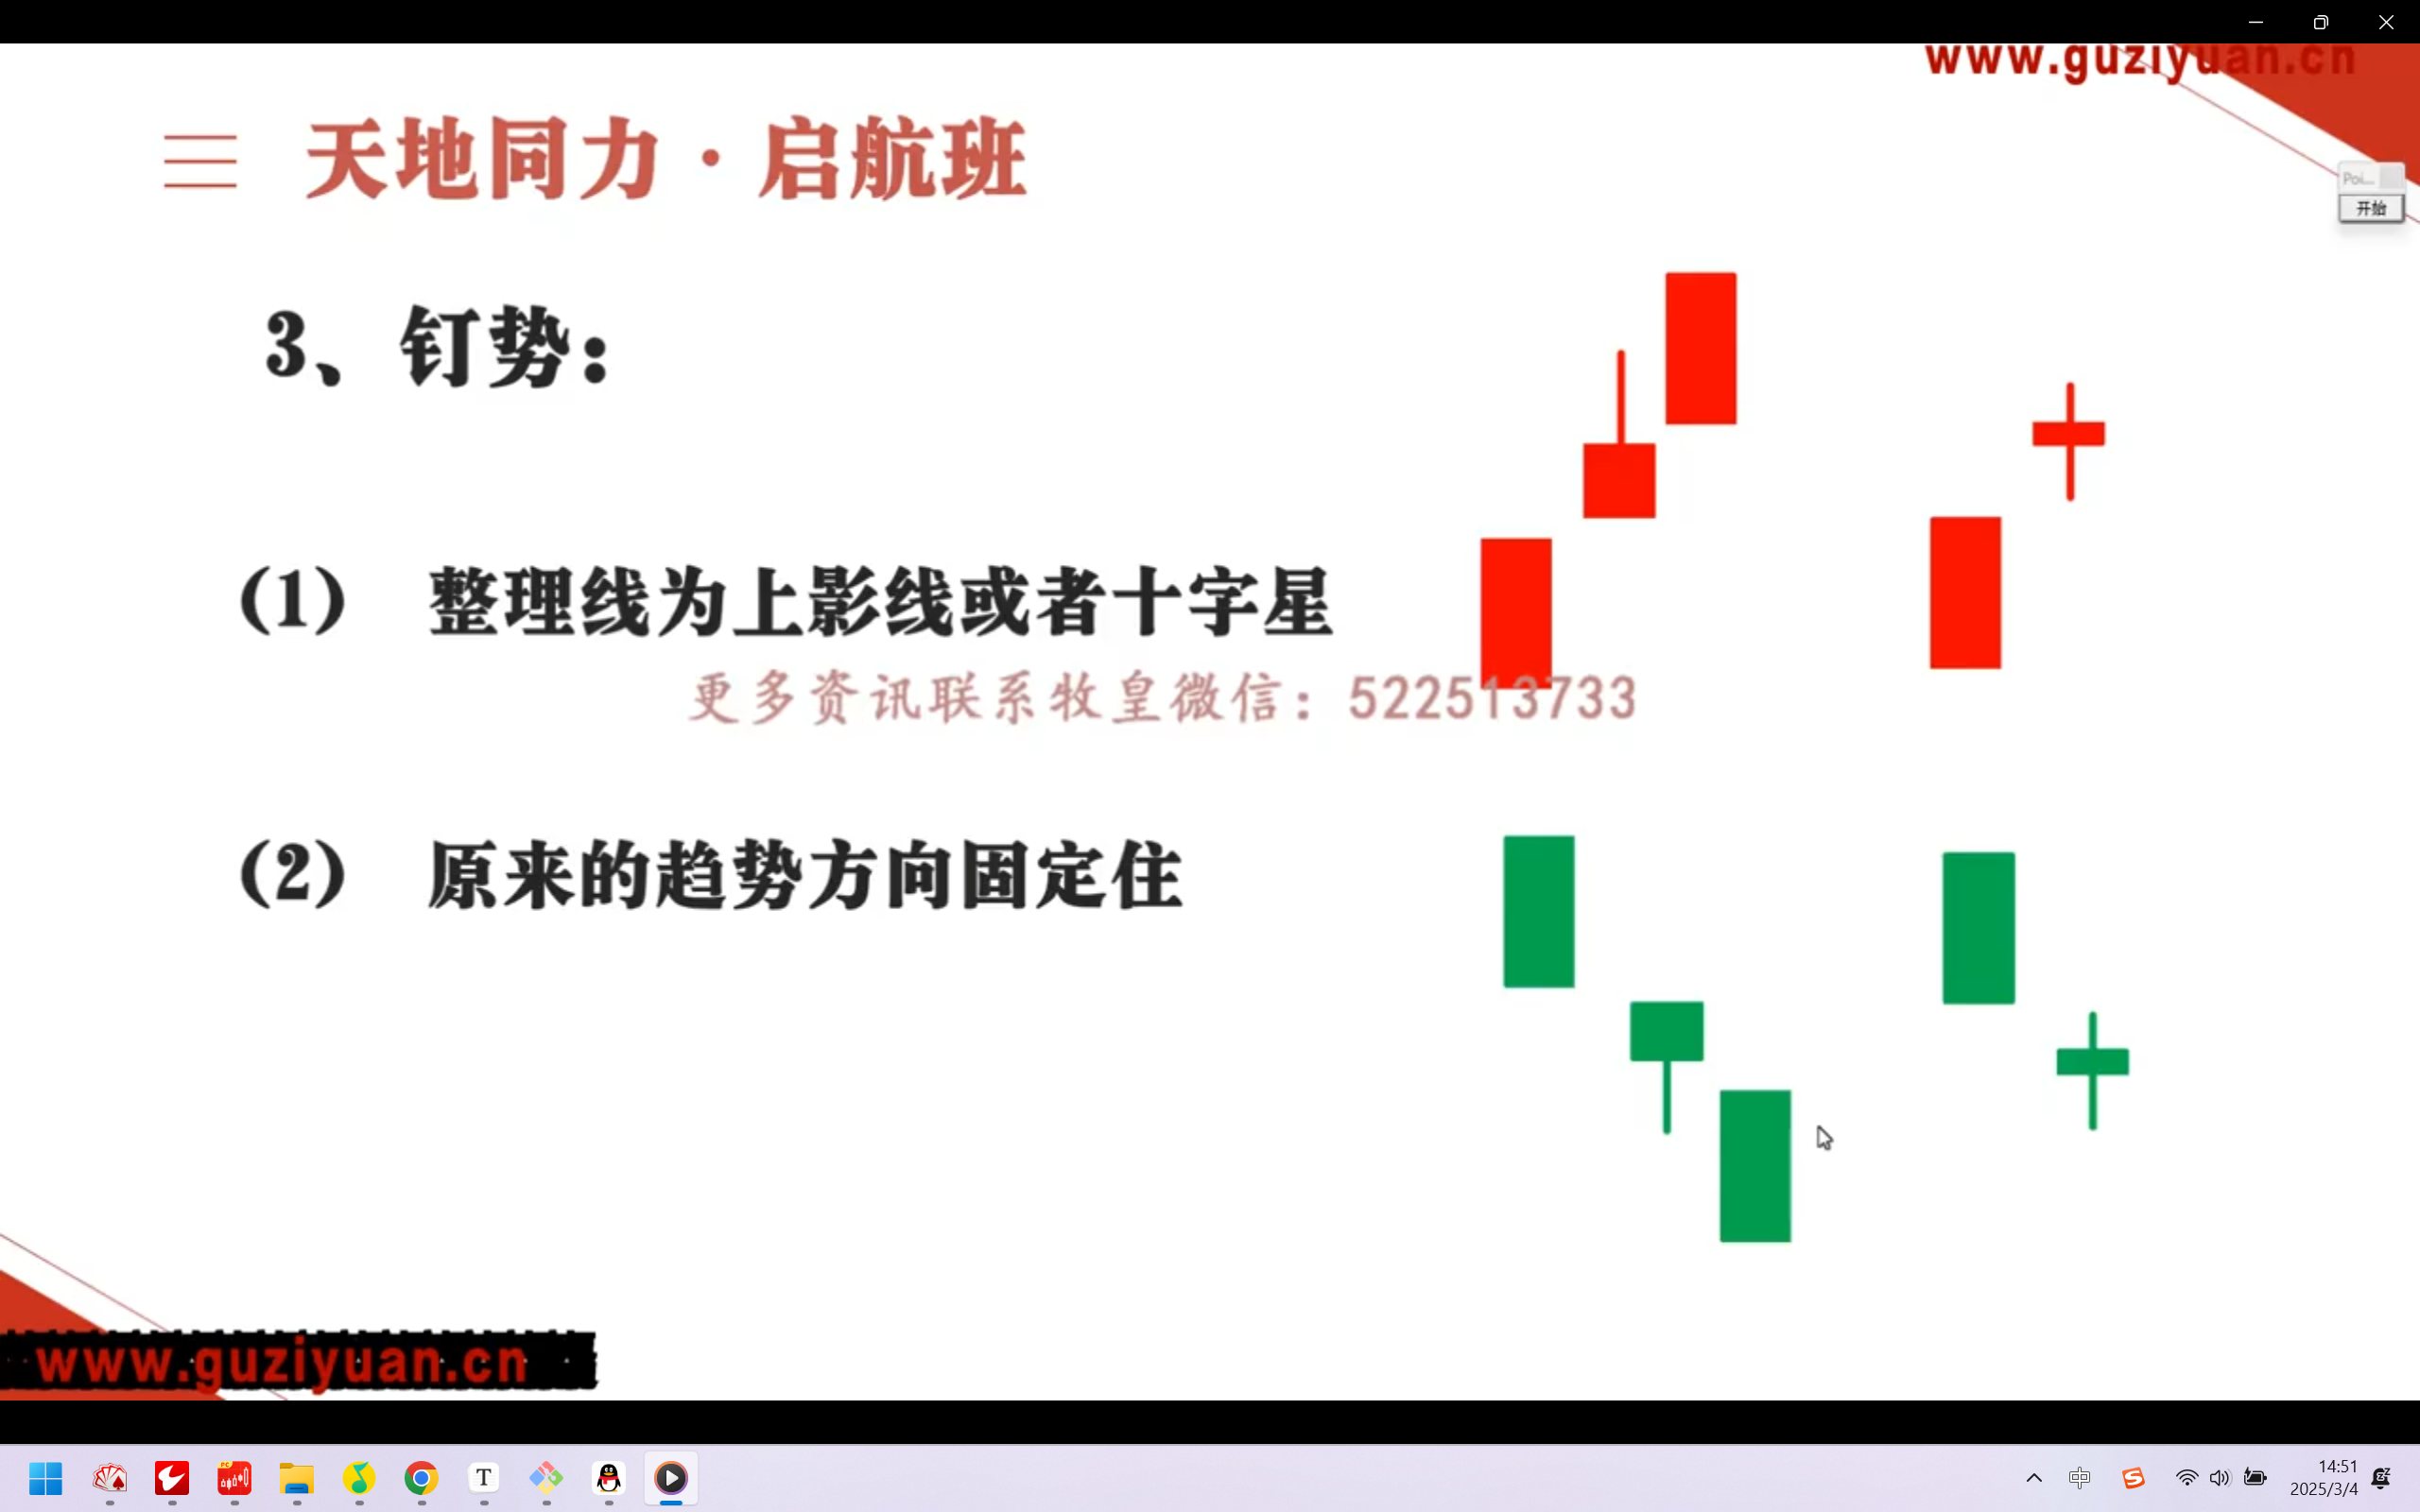 www.guziyuan.cn
天地同力·启航班
Poi...
开始
3、钉势：
(1) 整理线为上影线或者十字星
更多资讯联系牧皇微信：522513733
(2) 原来的趋势方向固定住
www.guziyuan.cn
PC
T
中
S
14:51
2025/3/4